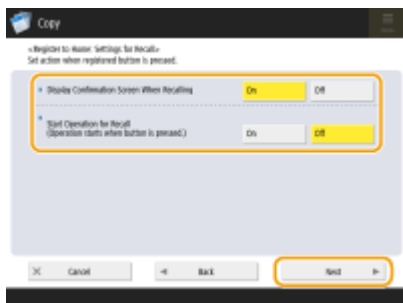 Copy
<Register to Home: Settings for Recall>
Set action when registered button is pressed.
Display Confirmation Screen When Recalling
On
Off
Start Operation for Recall
(Operation starts when button is pressed.)
On
Off
Cancel
Back
Next